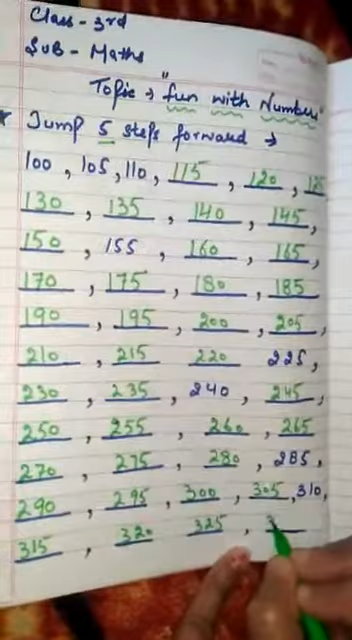 Class - 3rd
Sub - Maths
Topic → "fun with Numbers"
* Jump 5 steps forward →
100, 105, 110, 115, 120, 125
130, 135, 140, 145,
150, 155, 160, 165,
170, 175, 180, 185
190, 195, 200, 205,
210, 215 220 225,
230, 235, 240, 245,
250, 255, 260, 265
270, 275, 280, 285,
290, 295, 300, 305, 310,
315, 320 325, 3